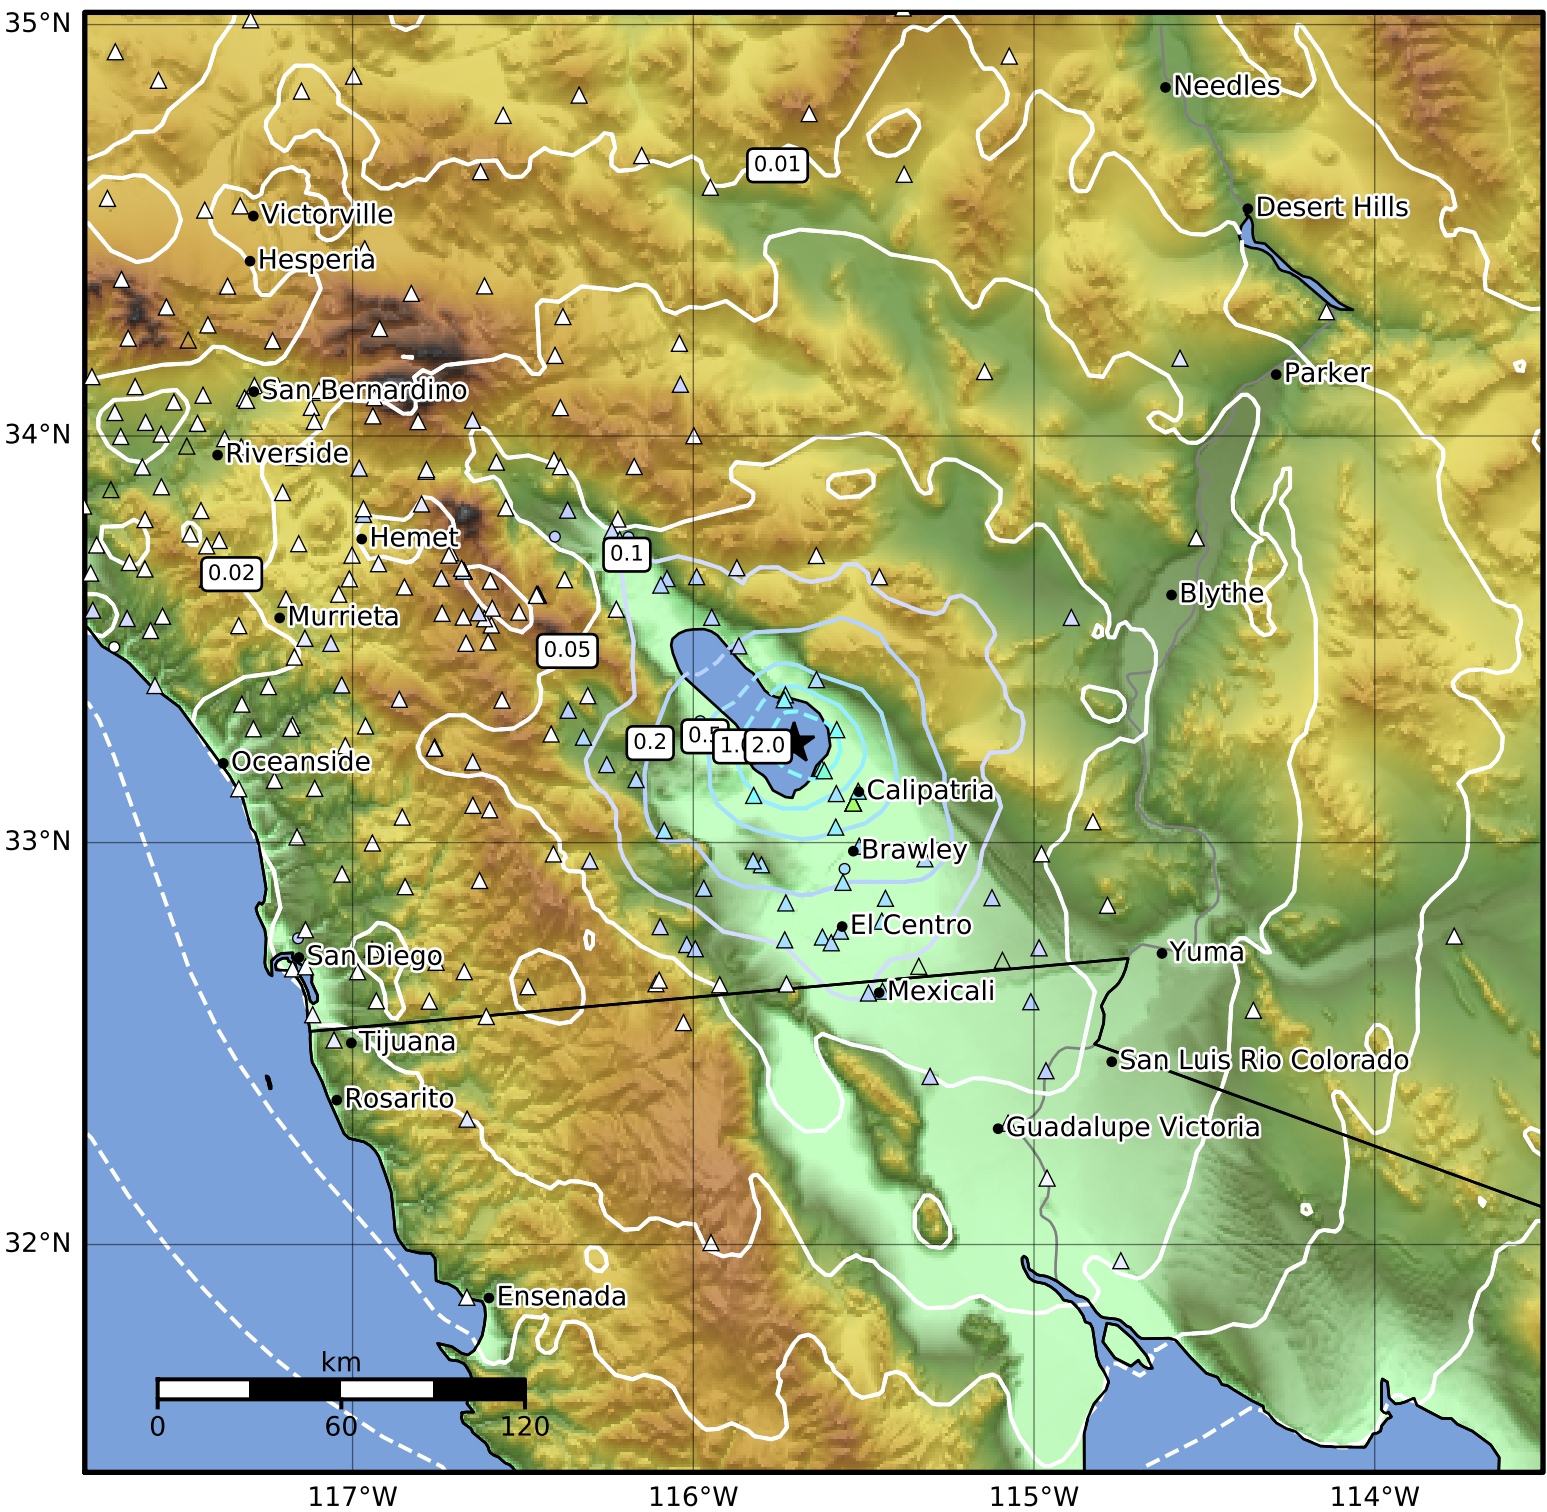 35°N
Needles
0.01
Desert Hills
Victorville
Hesperia
Parker
San Bernardino
34°N
Riverside
Hemet
0.1
0.02
Blythe
Murrieta
0.05
0.2
1.0
2.0
Oceanside
Calipatria
33°N
Brawley
El Centro
San Diego
Yuma
Mexicali
Tijuana
San Luis Rio Colorado
Rosarito
Guadalupe Victoria
32°N
Ensenada
km
0 60 120
117°W 116°W 115°W 114°W